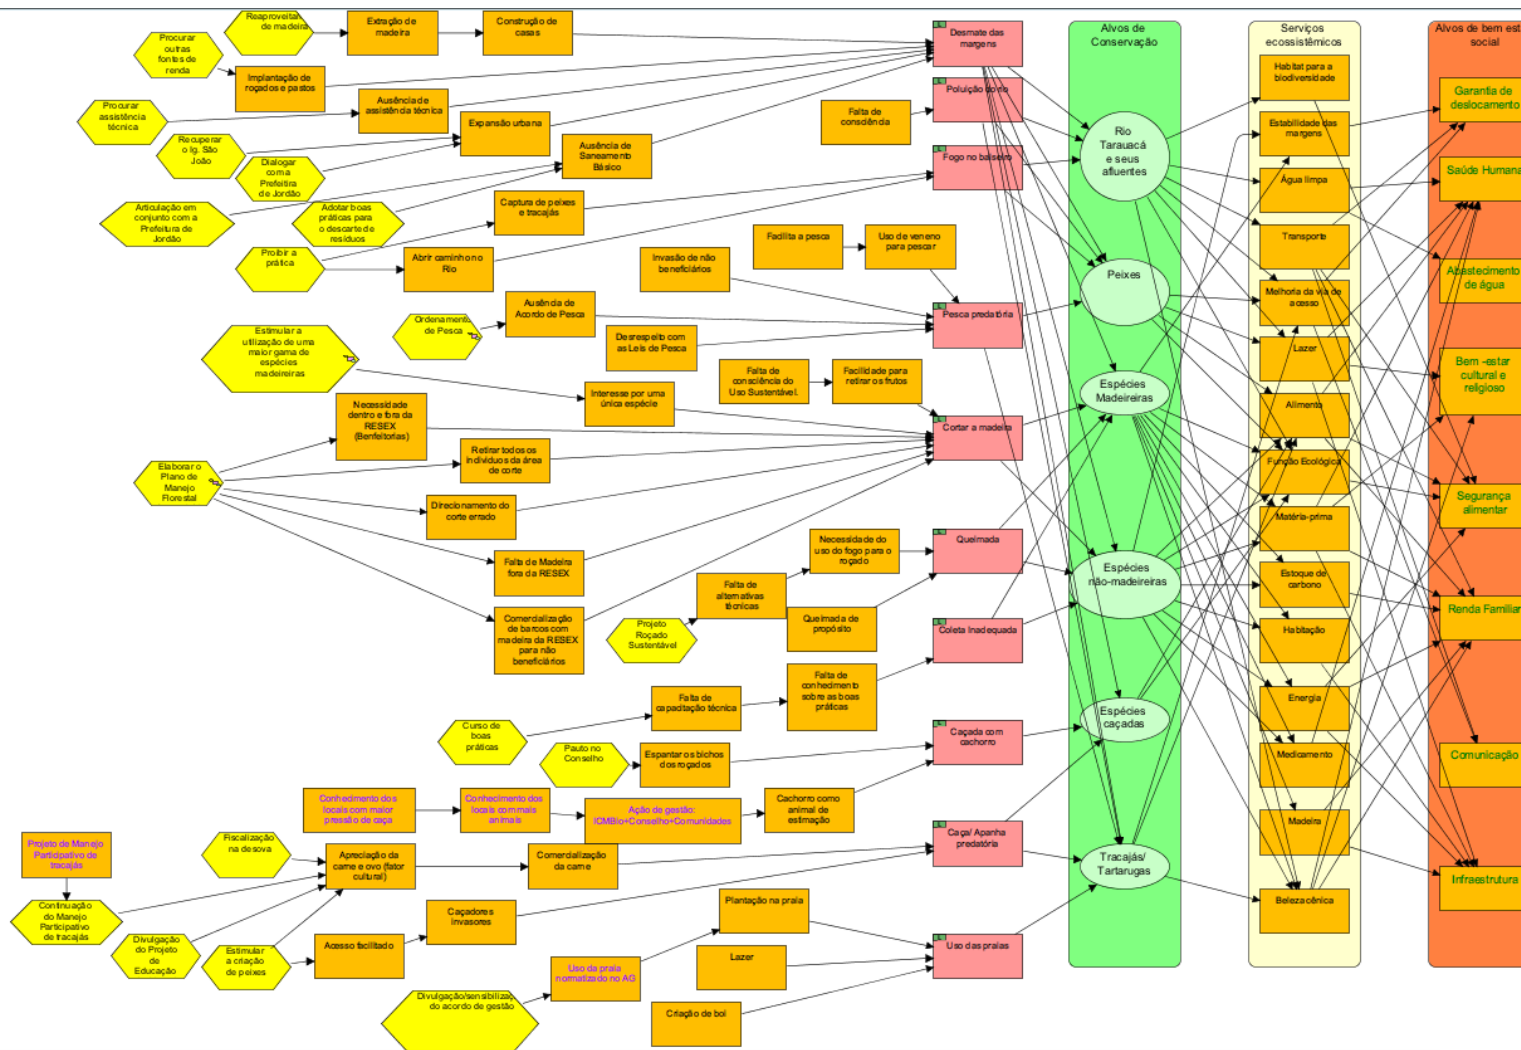 Reaproveitam
de madeira
Extração de
madeira
Construção de
casas
Procurar
outras
fontes de
renda
Implantação de
roçados e pastos
Procurar
assistência
técnica
Ausência de
assistência técnica
Recuperar
o Ig. São
João
Expansão urbana
Dialogar
com a
Prefeitira
de Jordão
Ausência de
Saneamento
Básico
Articulação em
conjunto com a
Prefeitura de
Jordão
Adotar boas
práticas para
o descarte de
resíduos
Captura de peixes
e tracajás
Proibir a
prática
Abrir caminho no
Rio
Falta de
consciência
Facilita a pesca
Uso de veneno
para pescar
Invasão de não
beneficiários
Ordenamento
de Pesca
Ausência de
Acordo de Pesca
Desrespeito com
as Leis de Pesca
Estimular a
utilização de uma
maior gama de
espécies
madeireiras
Falta de
consciência do
Uso Sustentável.
Facilidade para
retirar os frutos
Interesse por uma
única espécie
Necessidade
dentro e fora da
RESEX
(Benfeitorias)
Elaborar o
Plano de
Manejo
Florestal
Retirar todos os
indivíduos da área
de corte
Direcionamento do
corte errado
Falta de Madeira
fora da RESEX
Comercialização
de barcos com
madeira da RESEX
para não
beneficiários
Necessidade do
uso do fogo para o
roçado
Falta de
alternativas
técnicas
Projeto
Roçado
Sustentável
Queimada de
propósito
Falta de
conhecimento
sobre as boas
práticas
Falta de
capacitação técnica
Curso de
boas
práticas
Pauto no
Conselho
Espantar os bichos
dos roçados
Conhecimento dos
locais com maior
pressão de caça
Conhecimento dos
locais com mais
animais
Ação de gestão:
ICMBio+Conselho+Comunidades
Cachorro como
animal de
estimação
Projeto de Manejo
Participativo de
tracajás
Fiscalização
na desova
Apreciação da
carne e ovo (fator
cultural)
Comercialização
da carne
Continuação
do Manejo
Participativo
de tracajás
Divulgação
do Projeto
de
Educação
Estimular
a criação
de peixes
Acesso facilitado
Caçadores
invasores
Plantação na praia
Lazer
Uso da praia
normatizado no AG
Divulgação/sensibilizaç
do acordo de gestão
Criação de boi
Desmate das
margens
Poluição do rio
Fogo no balseiro
Pesca predatória
Cortar a madeira
Queimada
Coleta Inadequada
Caçada com
cachorro
Caça/ Apanha
predatória
Uso das praias
Alvos de
Conservação
Rio
Tarauacá
e seus
afluentes
Peixes
Espécies
Madeireiras
Espécies
não-madeireiras
Espécies
caçadas
Tracajás/
Tartarugas
Serviços
ecossistêmicos
Habitat para a
biodiversidade
Estabilidade das
margens
Água limpa
Transporte
Melhoria da via de
acesso
Lazer
Alimento
Função Ecológica
Matéria-prima
Estoque de
carbono
Habitação
Energia
Medicamento
Madeira
Beleza cênica
Alvos de bem est
social
Garantia de
deslocamento
Saúde Humana
Abastecimento
de água
Bem -estar
cultural e
religioso
Segurança
alimentar
Renda Familiar
Comunicação
Infraestrutura